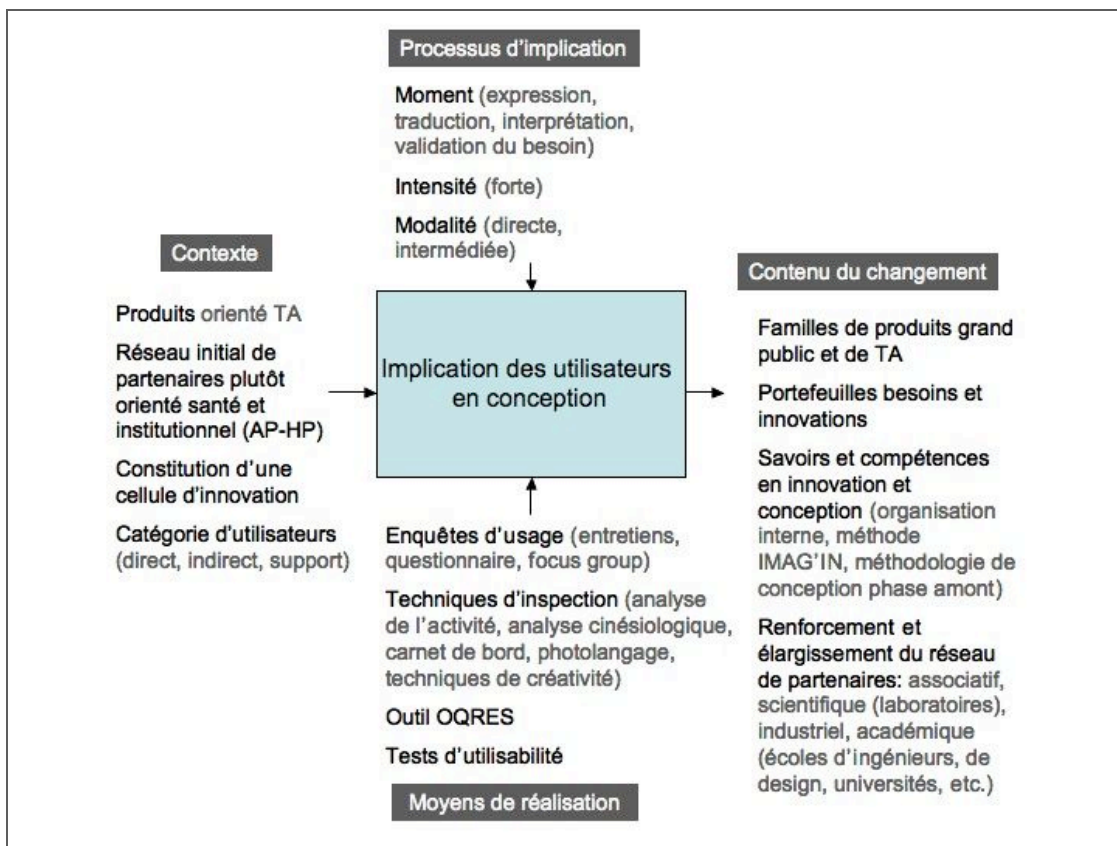 Processus d’implication
Moment (expression,
traduction, interprétation,
validation du besoin)
Intensité (forte)
Modalité (directe,
intermédiée)
Contexte
Produits orienté TA
Réseau initial de
partenaires plutôt
orienté santé et
institutionnel (AP-HP)
Constitution d’une
cellule d’innovation
Catégorie d’utilisateurs
(direct, indirect, support)
Implication des utilisateurs
en conception
Enquêtes d’usage (entretiens,
questionnaire, focus group)
Techniques d’inspection (analyse
de l’activité, analyse cinésiologique,
carnet de bord, photolangage,
techniques de créativité)
Outil OQRES
Tests d’utilisabilité
Moyens de réalisation
Contenu du changement
Familles de produits grand
public et de TA
Portefeuilles besoins et
innovations
Savoirs et compétences
en innovation et
conception (organisation
interne, méthode
IMAG’IN, méthodologie de
conception phase amont)
Renforcement et
élargissement du réseau
de partenaires: associatif,
scientifique (laboratoires),
industriel, académique
(écoles d’ingénieurs, de
design, universités, etc.)